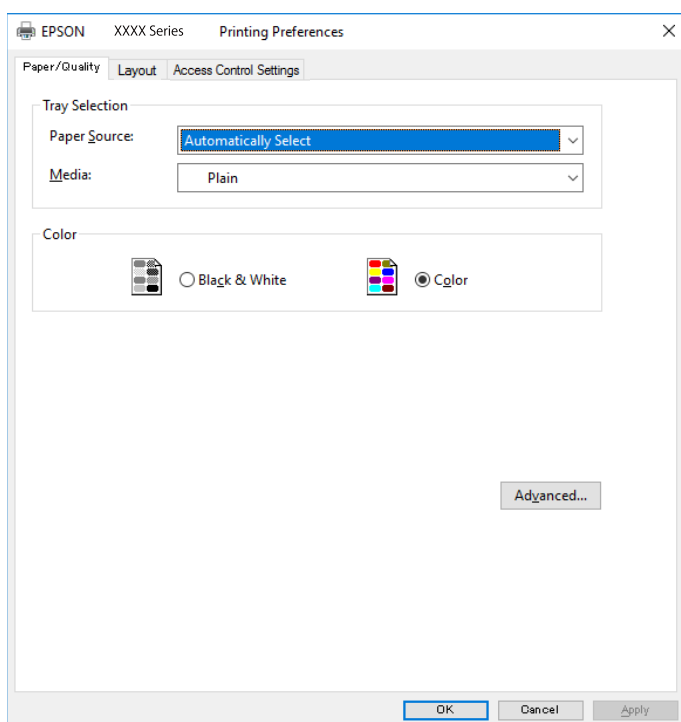 EPSON XXXX Series Printing Preferences
Paper/Quality Layout Access Control Settings
Tray Selection
Paper Source: Automatically Select
Media: Plain
Color
Black & White Color
Advanced...
OK Cancel Apply